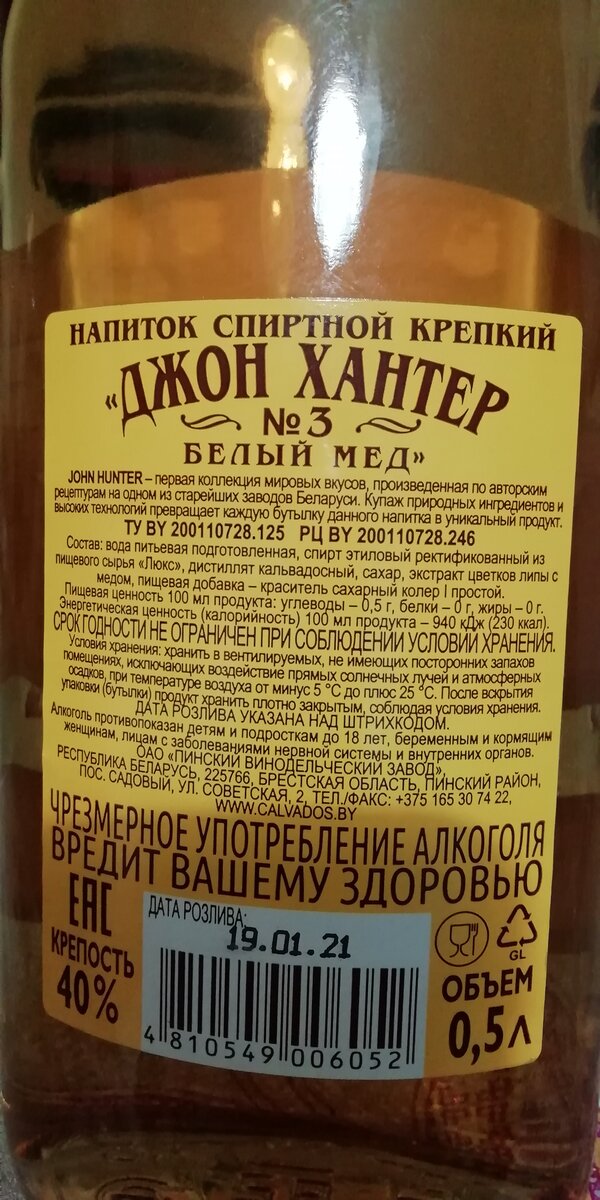 НАПИТОК СПИРТНОЙ КРЕПКИЙ
«ДЖОН ХАНТЕР
№3
БЕЛЫЙ МЕД»
JOHN HUNTER – первая коллекция мировых вкусов, произведенная по авторским
рецептурам на одном из старейших заводов Беларуси. Купаж природных ингредиентов и
высоких технологий превращает каждую бутылку данного напитка в уникальный продукт.
ТУ BY 200110728.125 РЦ BY 200110728.246
Состав: вода питьевая подготовленная, спирт этиловый ректификованный из
пищевого сырья «Люкс», дистиллят кальвадосный, сахар, экстракт цветков липы с
медом, пищевая добавка – краситель сахарный колер I простой.
Пищевая ценность 100 мл продукта: углеводы – 0,5 г, белки – 0 г, жиры – 0 г.
Энергетическая ценность (калорийность) 100 мл продукта – 940 кДж (230 ккал).
СРОК ГОДНОСТИ НЕ ОГРАНИЧЕН ПРИ СОБЛЮДЕНИИ УСЛОВИЙ ХРАНЕНИЯ.
Условия хранения: хранить в вентилируемых, не имеющих посторонних запахов
помещениях, исключающих воздействие прямых солнечных лучей и атмосферных
осадков, при температуре воздуха от минус 5 °С до плюс 25 °С. После вскрытия
упаковки (бутылки) продукт хранить плотно закрытым, соблюдая условия хранения.
ДАТА РОЗЛИВА УКАЗАНА НАД ШТРИХКОДОМ.
Алкоголь противопоказан детям и подросткам до 18 лет, беременным и кормящим
женщинам, лицам с заболеваниями нервной системы и внутренних органов.
ОАО «ПИНСКИЙ ВИНОДЕЛЬЧЕСКИЙ ЗАВОД»,
РЕСПУБЛИКА БЕЛАРУСЬ, 225766, БРЕСТСКАЯ ОБЛАСТЬ, ПИНСКИЙ РАЙОН,
ПОС. САДОВЫЙ, УЛ. СОВЕТСКАЯ, 2, ТЕЛ./ФАКС: +375 165 30 74 22,
WWW.CALVADOS.BY
ЧРЕЗМЕРНОЕ УПОТРЕБЛЕНИЕ АЛКОГОЛЯ
ВРЕДИТ ВАШЕМУ ЗДОРОВЬЮ
EAC
КРЕПОСТЬ
40%
ДАТА РОЗЛИВА:
19.01.21
4 810549 006052
GL
ОБЪЕМ
0,5л